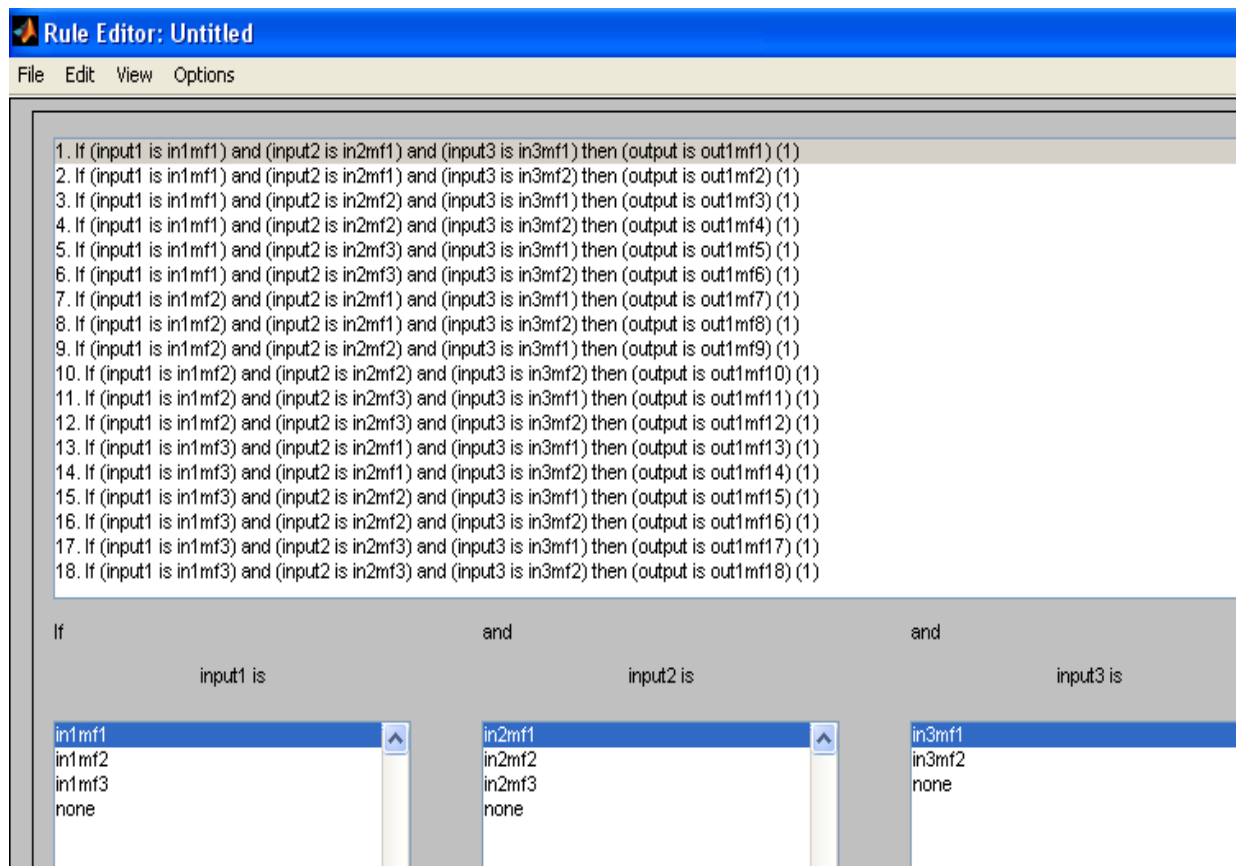 Rule Editor: Untitled
File Edit View Options
1. If (input1 is in1mf1) and (input2 is in2mf1) and (input3 is in3mf1) then (output is out1mf1) (1)
2. If (input1 is in1mf1) and (input2 is in2mf1) and (input3 is in3mf2) then (output is out1mf2) (1)
3. If (input1 is in1mf1) and (input2 is in2mf2) and (input3 is in3mf1) then (output is out1mf3) (1)
4. If (input1 is in1mf1) and (input2 is in2mf2) and (input3 is in3mf2) then (output is out1mf4) (1)
5. If (input1 is in1mf1) and (input2 is in2mf3) and (input3 is in3mf1) then (output is out1mf5) (1)
6. If (input1 is in1mf1) and (input2 is in2mf3) and (input3 is in3mf2) then (output is out1mf6) (1)
7. If (input1 is in1mf2) and (input2 is in2mf1) and (input3 is in3mf1) then (output is out1mf7) (1)
8. If (input1 is in1mf2) and (input2 is in2mf1) and (input3 is in3mf2) then (output is out1mf8) (1)
9. If (input1 is in1mf2) and (input2 is in2mf2) and (input3 is in3mf1) then (output is out1mf9) (1)
10. If (input1 is in1mf2) and (input2 is in2mf2) and (input3 is in3mf2) then (output is out1mf10) (1)
11. If (input1 is in1mf2) and (input2 is in2mf3) and (input3 is in3mf1) then (output is out1mf11) (1)
12. If (input1 is in1mf2) and (input2 is in2mf3) and (input3 is in3mf2) then (output is out1mf12) (1)
13. If (input1 is in1mf3) and (input2 is in2mf1) and (input3 is in3mf1) then (output is out1mf13) (1)
14. If (input1 is in1mf3) and (input2 is in2mf1) and (input3 is in3mf2) then (output is out1mf14) (1)
15. If (input1 is in1mf3) and (input2 is in2mf2) and (input3 is in3mf1) then (output is out1mf15) (1)
16. If (input1 is in1mf3) and (input2 is in2mf2) and (input3 is in3mf2) then (output is out1mf16) (1)
17. If (input1 is in1mf3) and (input2 is in2mf3) and (input3 is in3mf1) then (output is out1mf17) (1)
18. If (input1 is in1mf3) and (input2 is in2mf3) and (input3 is in3mf2) then (output is out1mf18) (1)
If and and
input1 is input2 is input3 is
in1mf1 in2mf1 in3mf1
in1mf2 in2mf2 in3mf2
in1mf3 in2mf3 none
none none